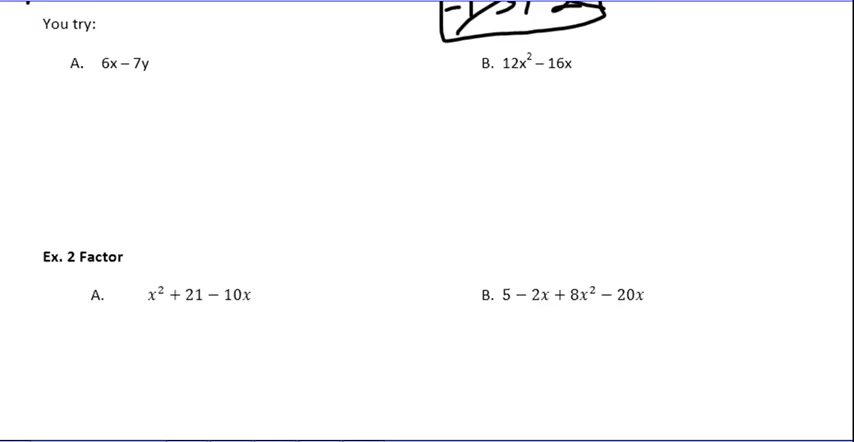 You try:
A. 6x – 7y
B. 12x² – 16x
Ex. 2 Factor
A. x² + 21 − 10x
B. 5 − 2x + 8x² − 20x